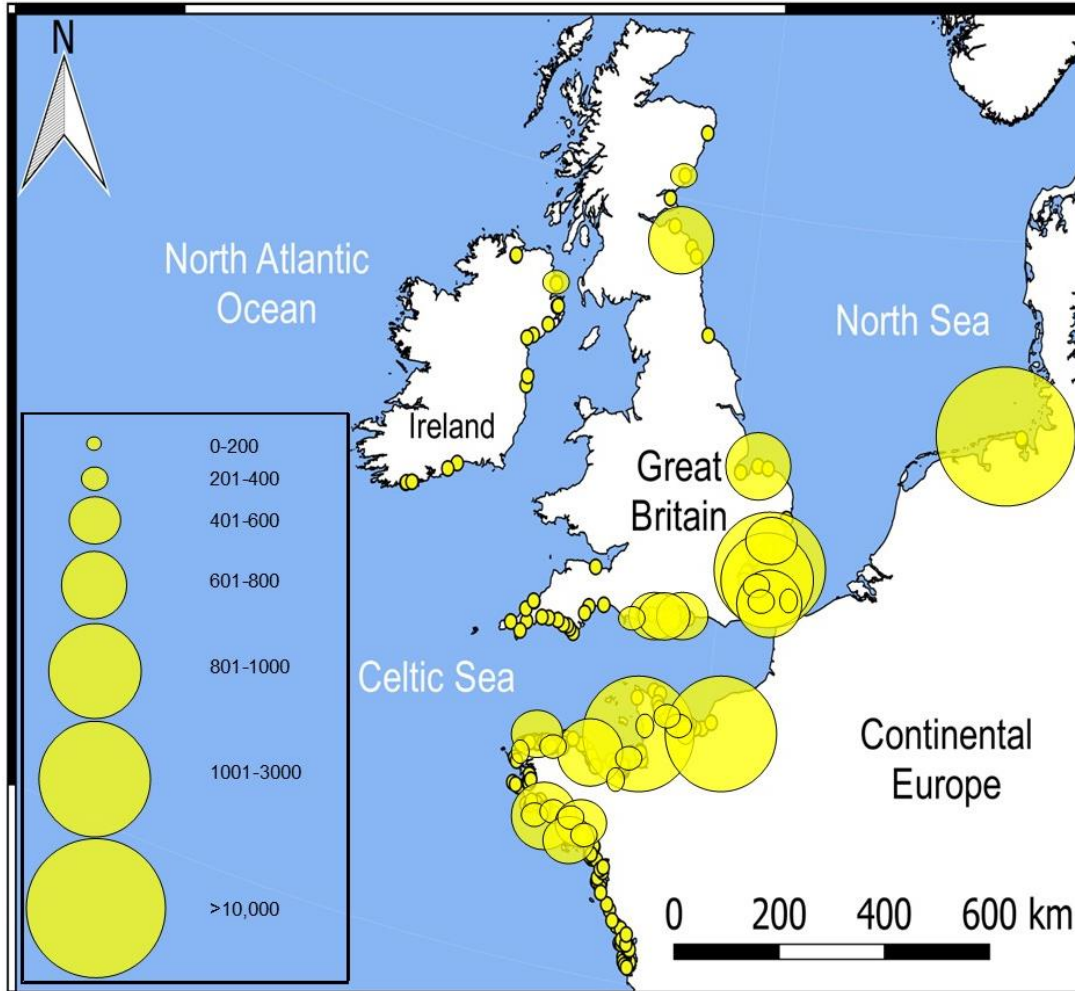 N
North Atlantic
Ocean
North Sea
Ireland
Great
Britain
0-200
201-400
401-600
601-800
801-1000
1001-3000
>10,000
Celtic Sea
Continental
Europe
0 200 400 600 km